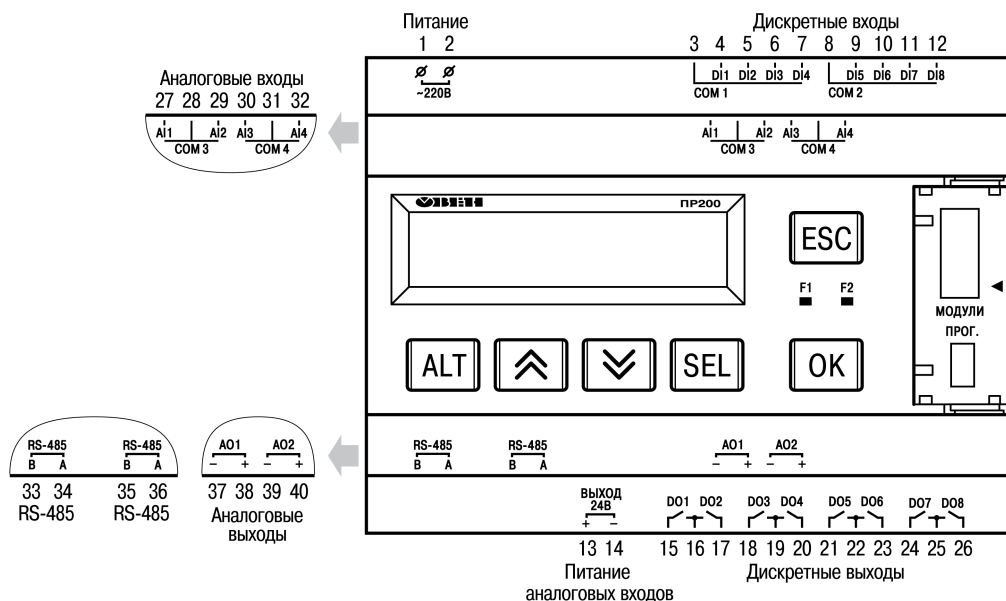 Питание
1 2
Дискретные входы
3 4 5 6 7 8 9 10 11 12
~220В
DI1 DI2 DI3 DI4 DI5 DI6 DI7 DI8
COM 1 COM 2
Аналоговые входы
27 28 29 30 31 32
AI1 AI2 AI3 AI4
COM 3 COM 4
AI1 AI2 AI3 AI4
COM 3 COM 4
ОВЕН ПР200
ESC
F1 F2
МОДУЛИ
ПРОГ.
ALT SEL OK
RS-485 RS-485
B A B A
33 34 35 36
RS-485 RS-485
AO1 AO2
– + – +
37 38 39 40
Аналоговые
выходы
RS-485 RS-485
B A B A
AO1 AO2
– + – +
ВЫХОД
24В
+ –
DO1 DO2 DO3 DO4 DO5 DO6 DO7 DO8
13 14 15 16 17 18 19 20 21 22 23 24 25 26
Питание
аналоговых входов
Дискретные выходы